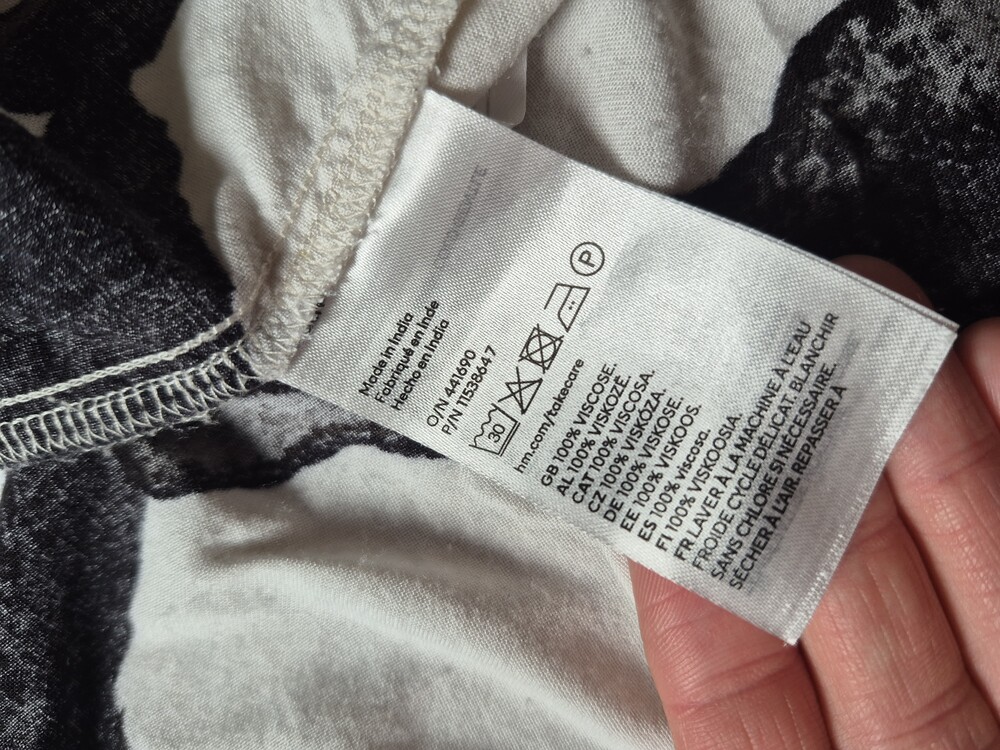 Made in India
Fabriqué en Inde
Hecho en India
O/N 441690
P/N 11538647
30
P
hm.com/takecare
GB 100% VISCOSE.
AL 100% VISKOZË.
CAT 100% VISCOSA.
CZ 100% VISKÓZA.
DE 100% VISKOSE.
EE 100% VISKOOS.
ES 100% viscosa.
FI 100% VISKOOSIA.
FR LAVER À LA MACHINE À L'EAU
FROIDE CYCLE DÉLICAT. BLANCHIR
SANS CHLORE SI NÉCESSAIRE.
SÉCHER À L'AIR. REPASSER À